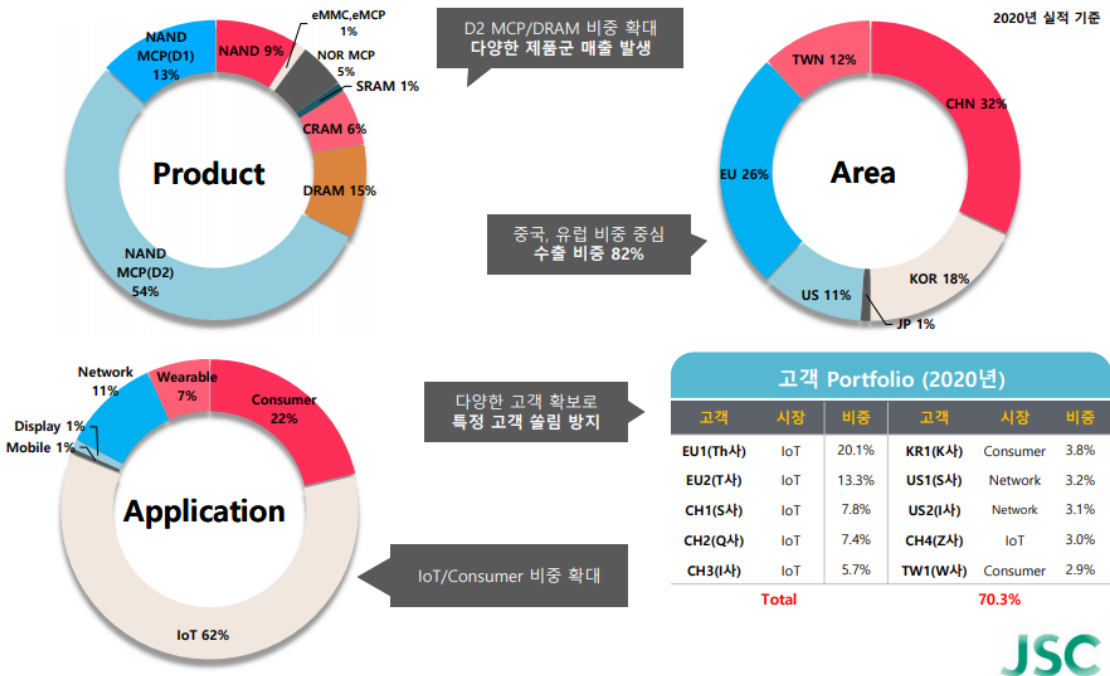 2020년 실적 기준
eMMC,eMCP
1%
NAND
MCP(D1)
13%
NAND 9%
NOR MCP
5%
SRAM 1%
CRAM 6%
DRAM 15%
Product
NAND
MCP(D2)
54%
D2 MCP/DRAM 비중 확대
다양한 제품군 매출 발생
TWN 12%
CHN 32%
EU 26%
Area
US 11%
KOR 18%
JP 1%
중국, 유럽 비중 중심
수출 비중 82%
Network
11%
Wearable
7%
Consumer
22%
Display 1%
Mobile 1%
Application
IoT 62%
다양한 고객 확보로
특정 고객 쏠림 방지
IoT/Consumer 비중 확대
고객 Portfolio (2020년)
고객 시장 비중 고객 시장 비중
EU1(Th사) IoT 20.1% KR1(K사) Consumer 3.8%
EU2(T사) IoT 13.3% US1(S사) Network 3.2%
CH1(S사) IoT 7.8% US2(I사) Network 3.1%
CH2(Q사) IoT 7.4% CH4(Z사) IoT 3.0%
CH3(I사) IoT 5.7% TW1(W사) Consumer 2.9%
Total 70.3%
JSC